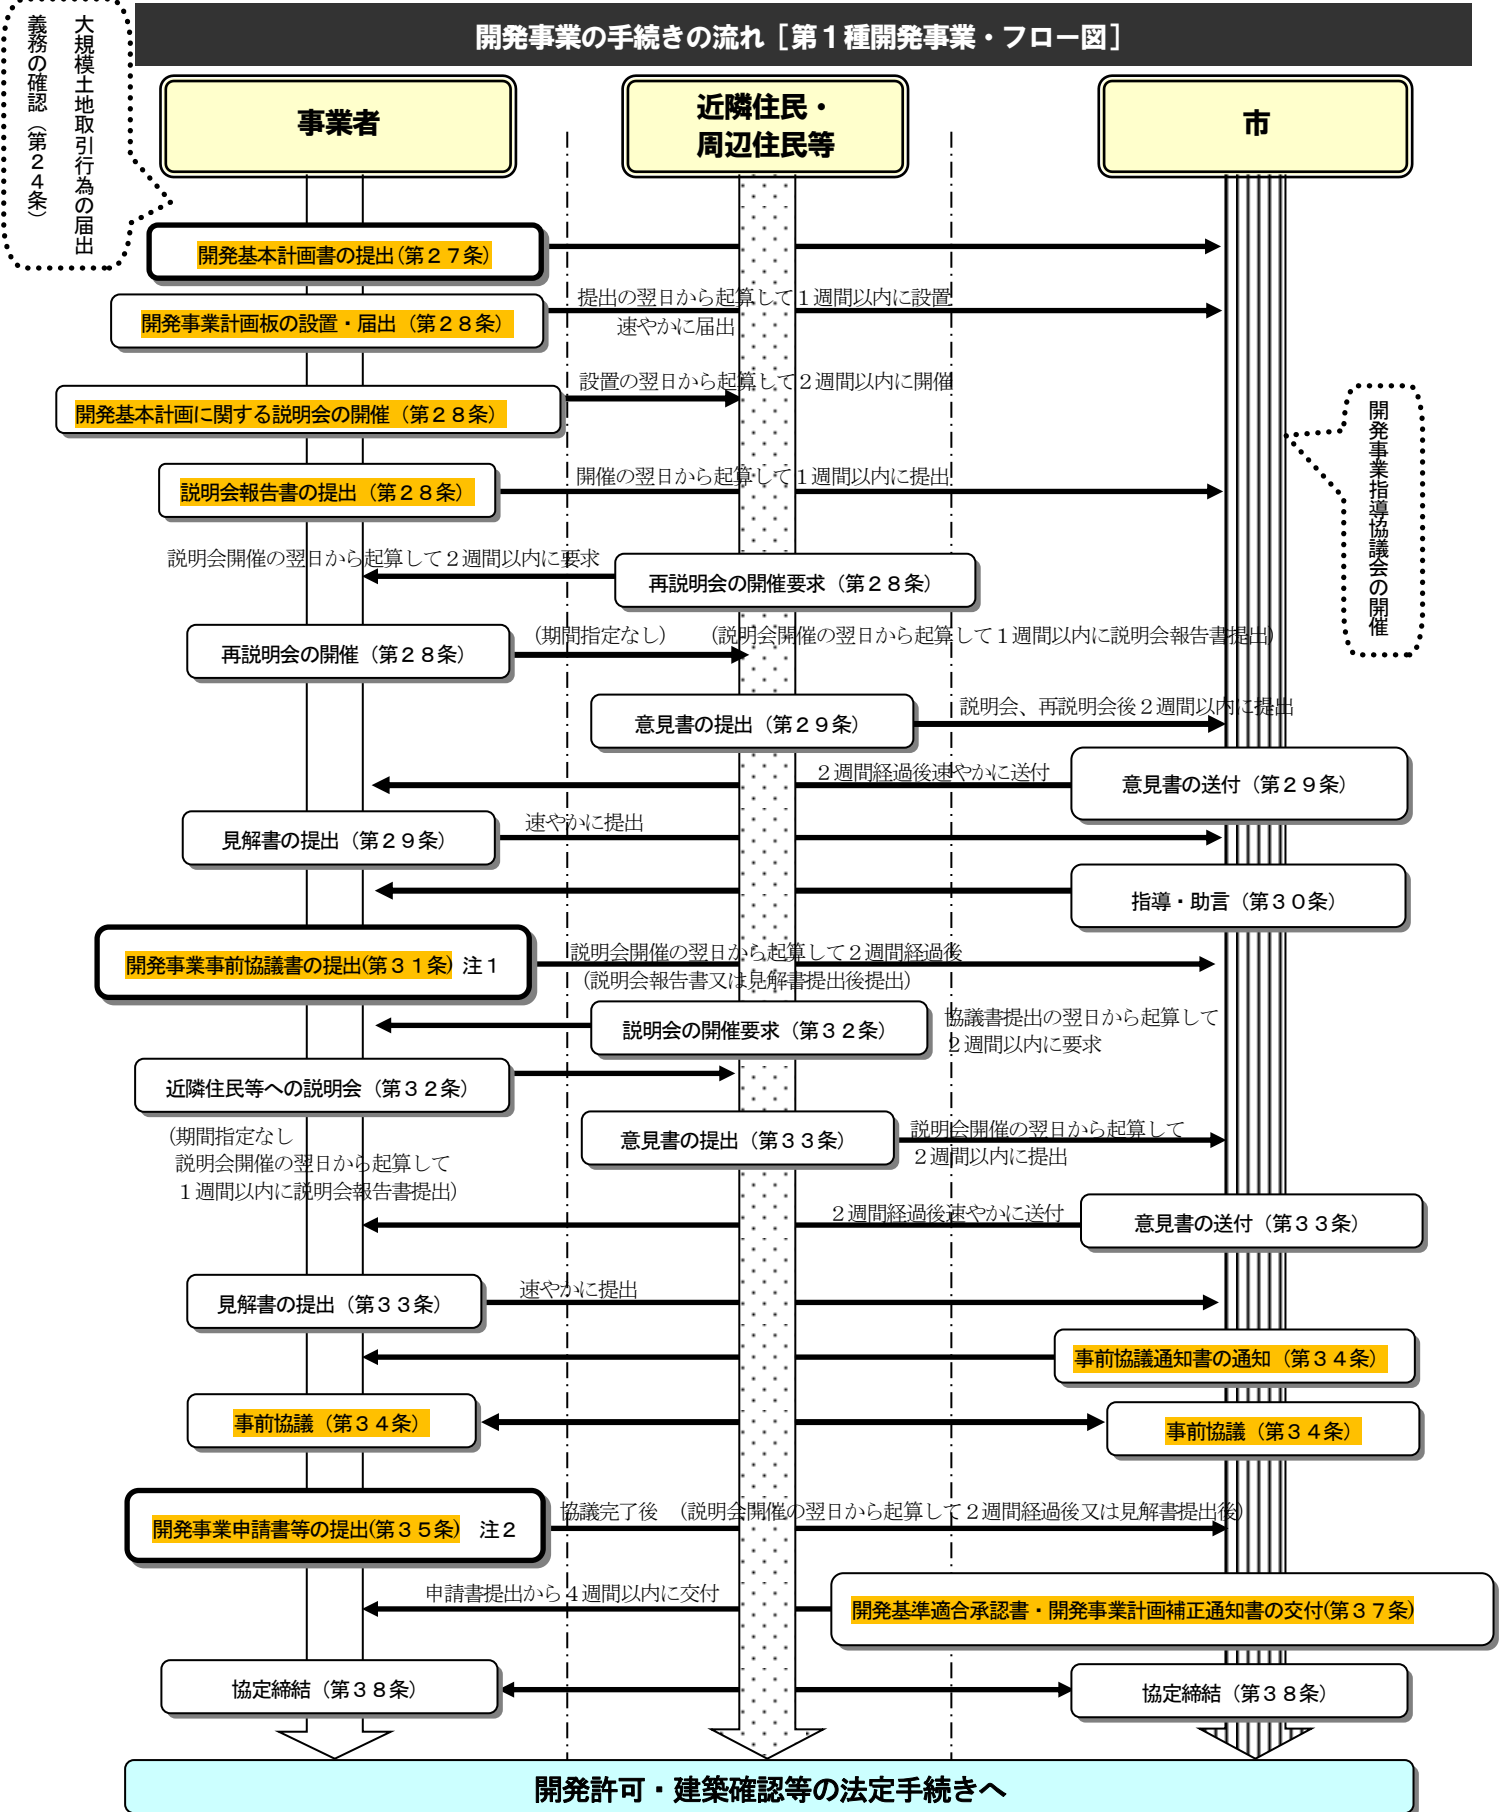 開発事業の手続きの流れ［第１種開発事業・フロー図］
大規模土地取引行為の届出
義務の確認（第２４条）
事業者
近隣住民・
周辺住民等
市
開発基本計画書の提出(第２７条)
開発事業計画板の設置・届出（第２８条）
提出の翌日から起算して１週間以内に設置
速やかに届出
開発基本計画に関する説明会の開催（第２８条）
設置の翌日から起算して２週間以内に開催
開発事業指導協議会の開催
説明会報告書の提出（第２８条）
開催の翌日から起算して１週間以内に提出
説明会開催の翌日から起算して２週間以内に要求
再説明会の開催要求（第２８条）
再説明会の開催（第２８条）
（期間指定なし）
（説明会開催の翌日から起算して１週間以内に説明会報告書提出）
意見書の提出（第２９条）
説明会、再説明会後２週間以内に提出
２週間経過後速やかに送付
意見書の送付（第２９条）
見解書の提出（第２９条）
速やかに提出
指導・助言（第３０条）
開発事業事前協議書の提出(第３１条) 注１
説明会開催の翌日から起算して２週間経過後
（説明会報告書又は見解書提出後提出）
説明会の開催要求（第３２条）
協議書提出の翌日から起算して
２週間以内に要求
近隣住民等への説明会（第３２条）
（期間指定なし
説明会開催の翌日から起算して
１週間以内に説明会報告書提出）
意見書の提出（第３３条）
説明会開催の翌日から起算して
２週間以内に提出
２週間経過後速やかに送付
意見書の送付（第３３条）
見解書の提出（第３３条）
速やかに提出
事前協議通知書の通知（第３４条）
事前協議（第３４条）
事前協議（第３４条）
開発事業申請書等の提出(第３５条)　注２
協議完了後　（説明会開催の翌日から起算して２週間経過後又は見解書提出後）
申請書提出から４週間以内に交付
開発基準適合承認書・開発事業計画補正通知書の交付(第３７条)
協定締結（第３８条）
協定締結（第３８条）
開発許可・建築確認等の法定手続きへ